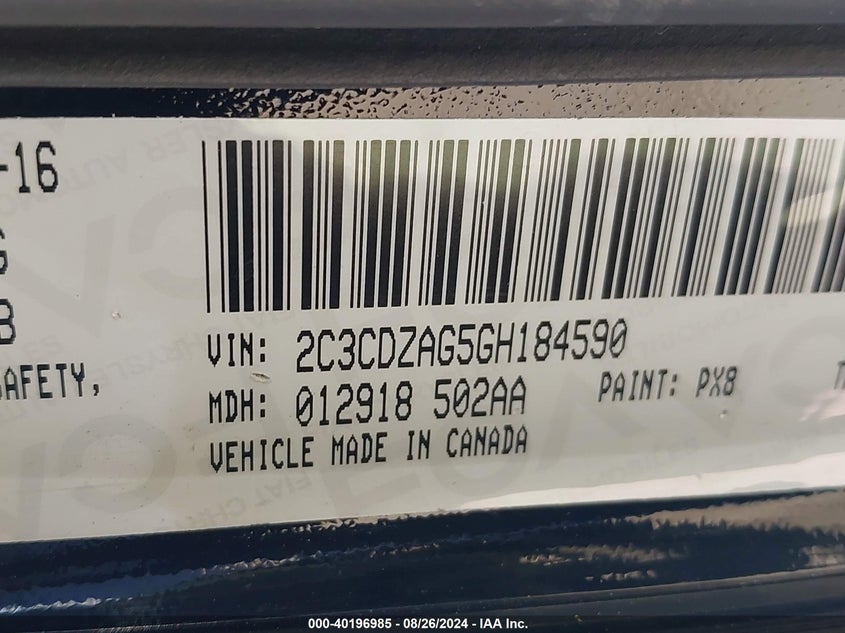 -16
G
B
SAFETY,
VIN: 2C3CDZAG5GH184590
MDH: 012918 502AA
PAINT: PX8
VEHICLE MADE IN CANADA
000-40196985 - 08/26/2024 - IAA Inc.